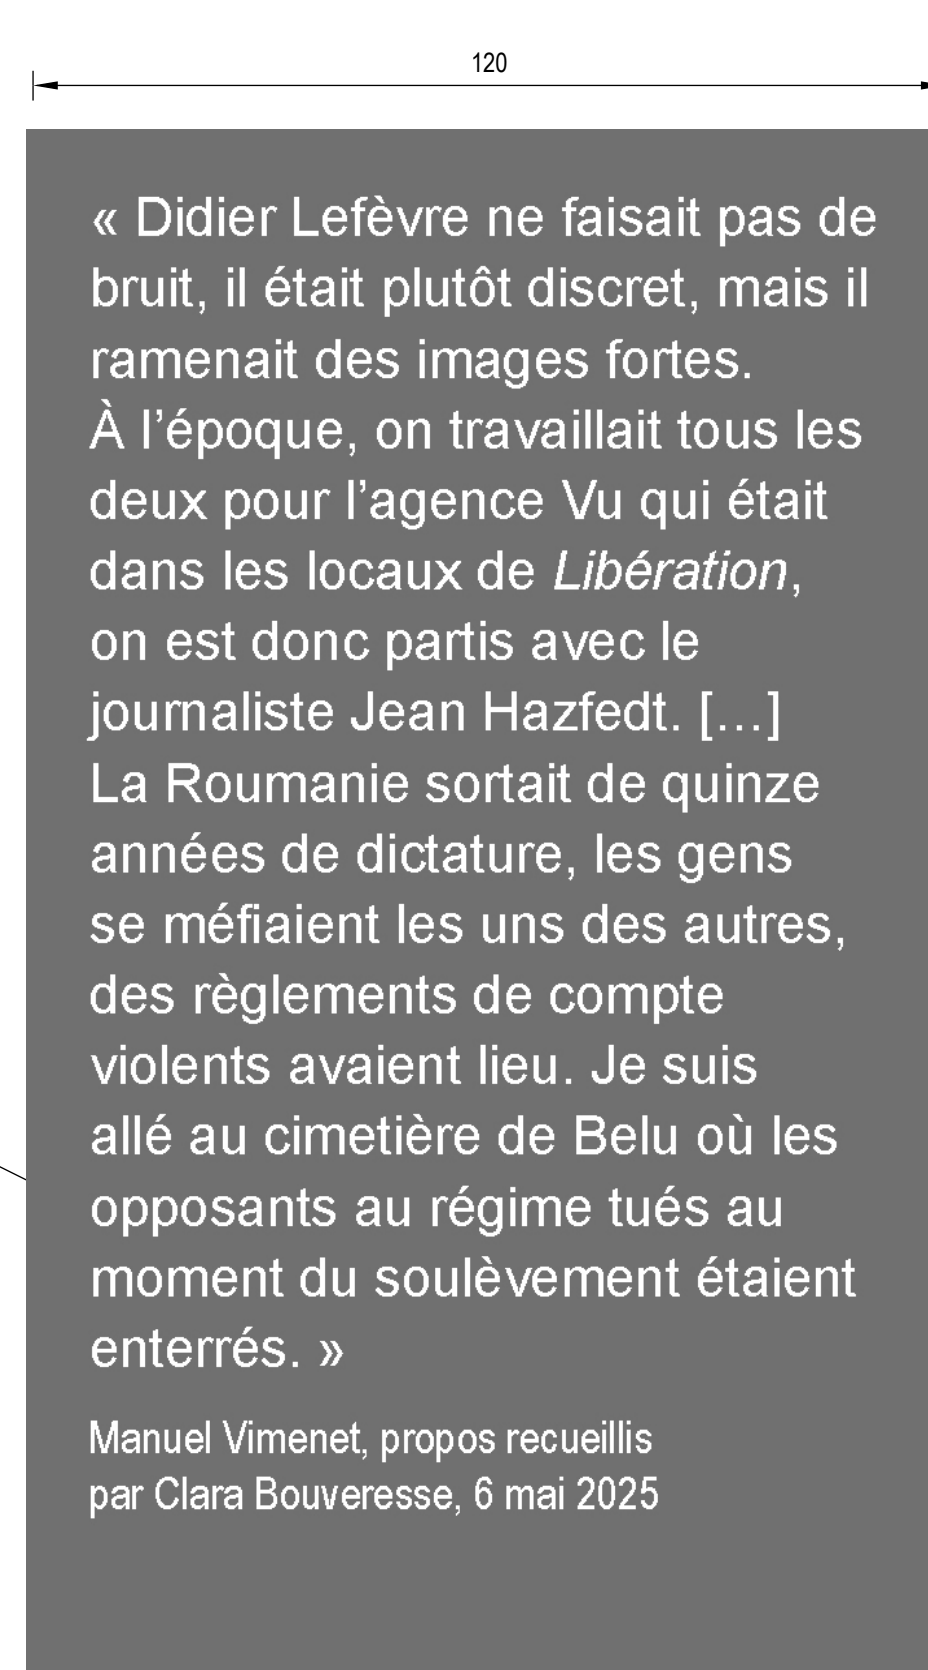 120
« Didier Lefèvre ne faisait pas de
bruit, il était plutôt discret, mais il
ramenait des images fortes.
À l’époque, on travaillait tous les
deux pour l’agence Vu qui était
dans les locaux de Libération,
on est donc partis avec le
journaliste Jean Hazfedt. […]
La Roumanie sortait de quinze
années de dictature, les gens
se méfiaient les uns des autres,
des règlements de compte
violents avaient lieu. Je suis
allé au cimetière de Belu où les
opposants au régime tués au
moment du soulèvement étaient
enterrés. »
Manuel Vimenet, propos recueillis
par Clara Bouveresse, 6 mai 2025